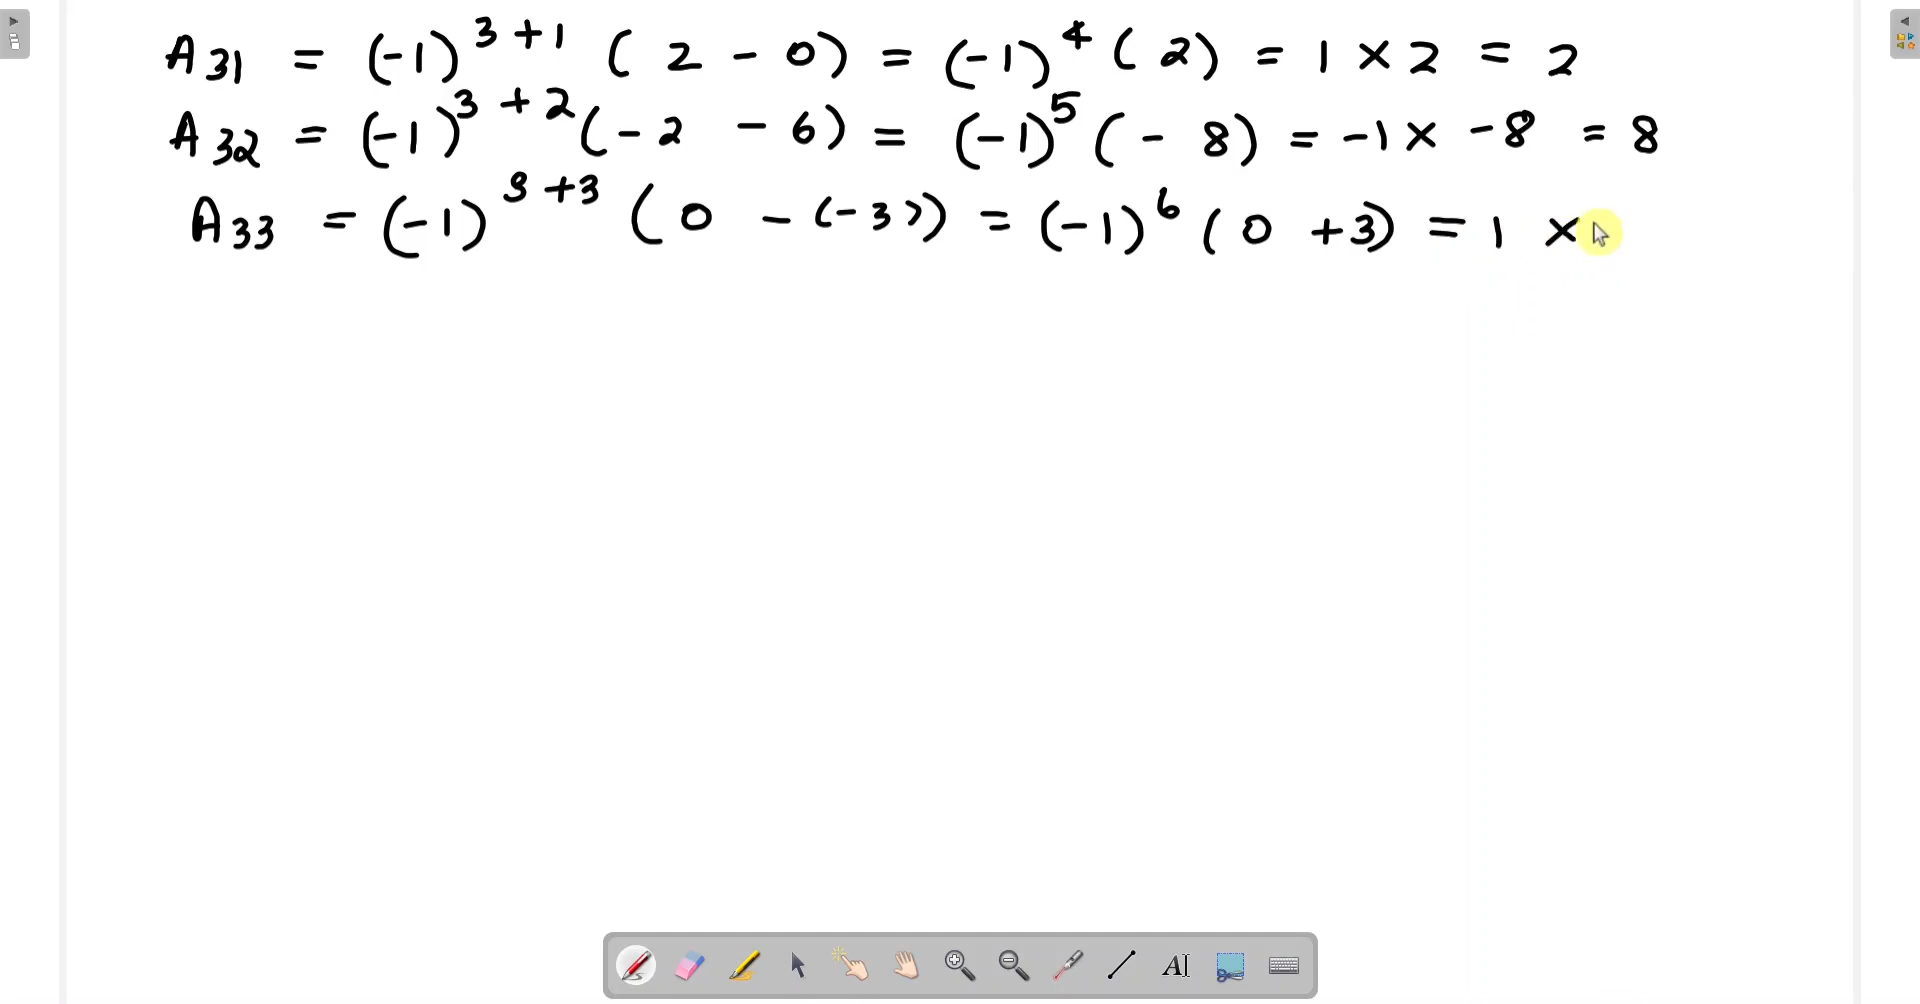 A₃₁ = (-1)³⁺¹ (2 - 0) = (-1)⁴ (2) = 1 × 2 = 2
A₃₂ = (-1)³⁺² (-2 - 6) = (-1)⁵ (-8) = -1 × -8 = 8
A₃₃ = (-1)³⁺³ (0 - (-3)) = (-1)⁶ (0 + 3) = 1 ×